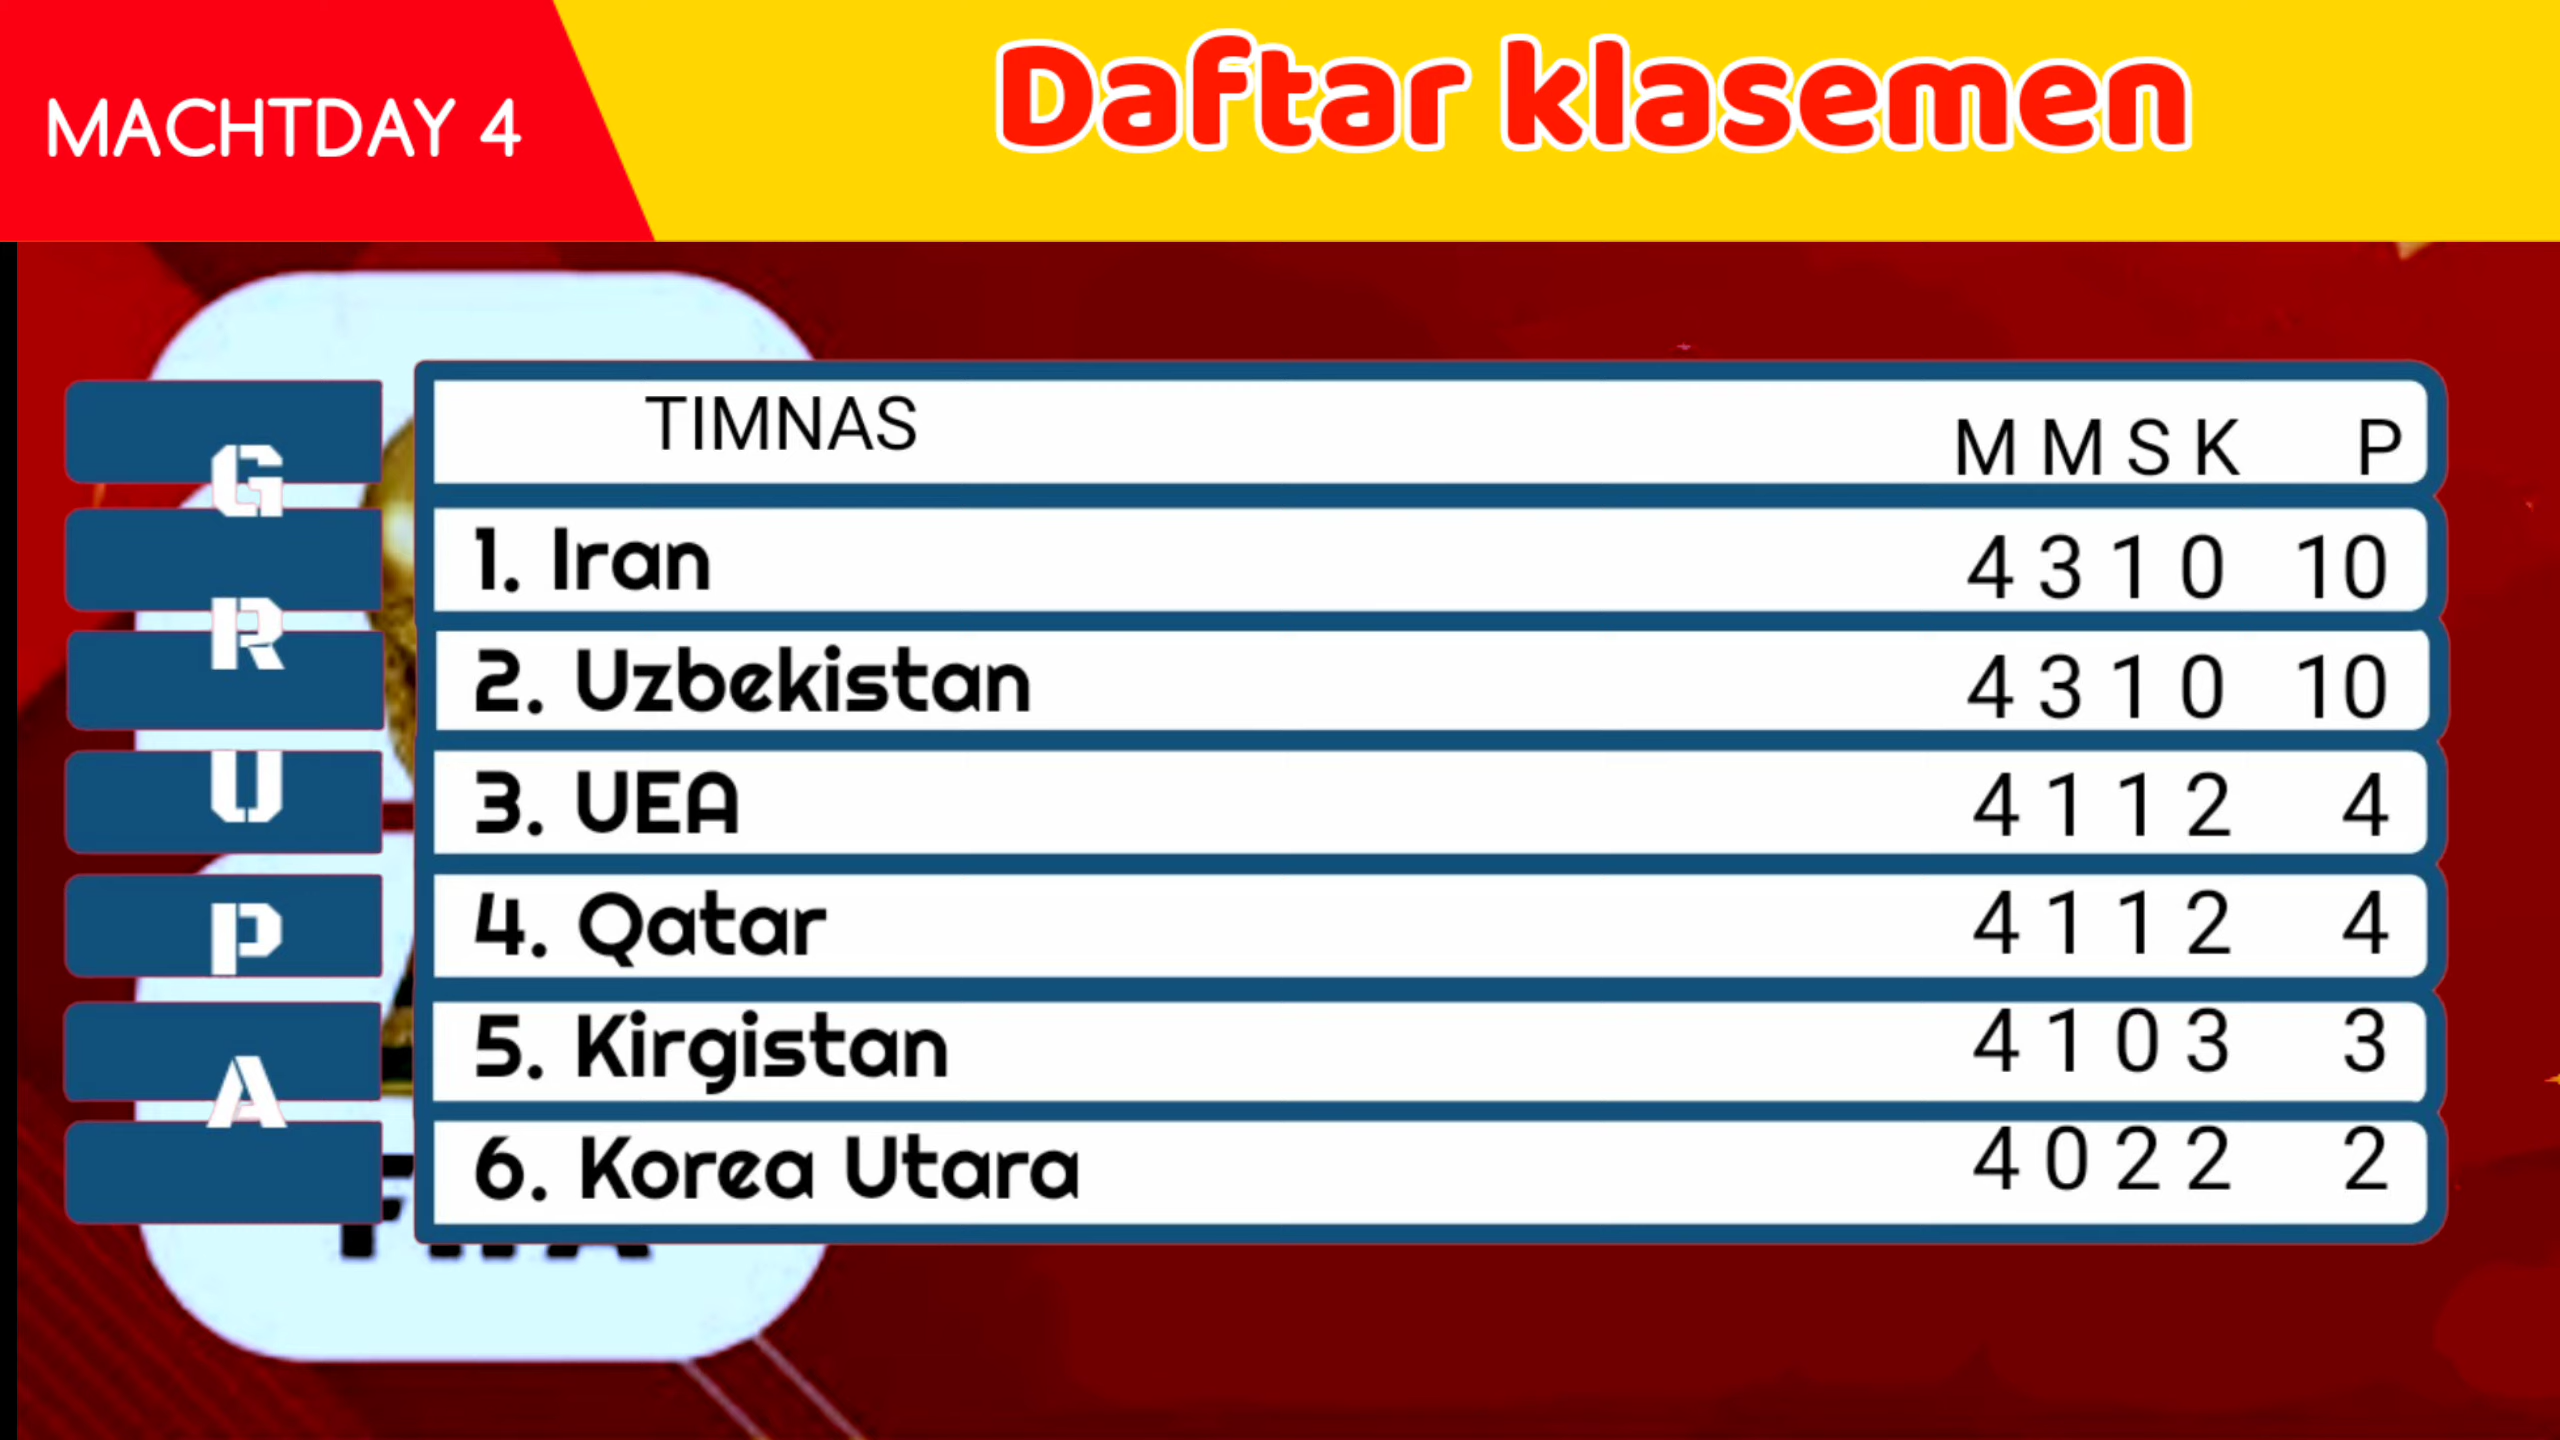 MACHTDAY 4
Daftar klasemen
GRUP A
TIMNAS M M S K P
1. Iran 4 3 1 0 10
2. Uzbekistan 4 3 1 0 10
3. UEA 4 1 1 2 4
4. Qatar 4 1 1 2 4
5. Kirgistan 4 1 0 3 3
6. Korea Utara 4 0 2 2 2